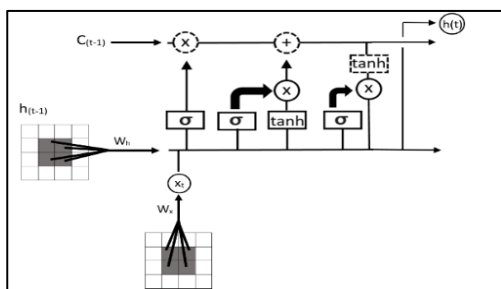 h(t)
C(t-1)
x
+
tanh
x
x
h(t-1)
σ
σ
tanh
σ
Wh
xt
Wx